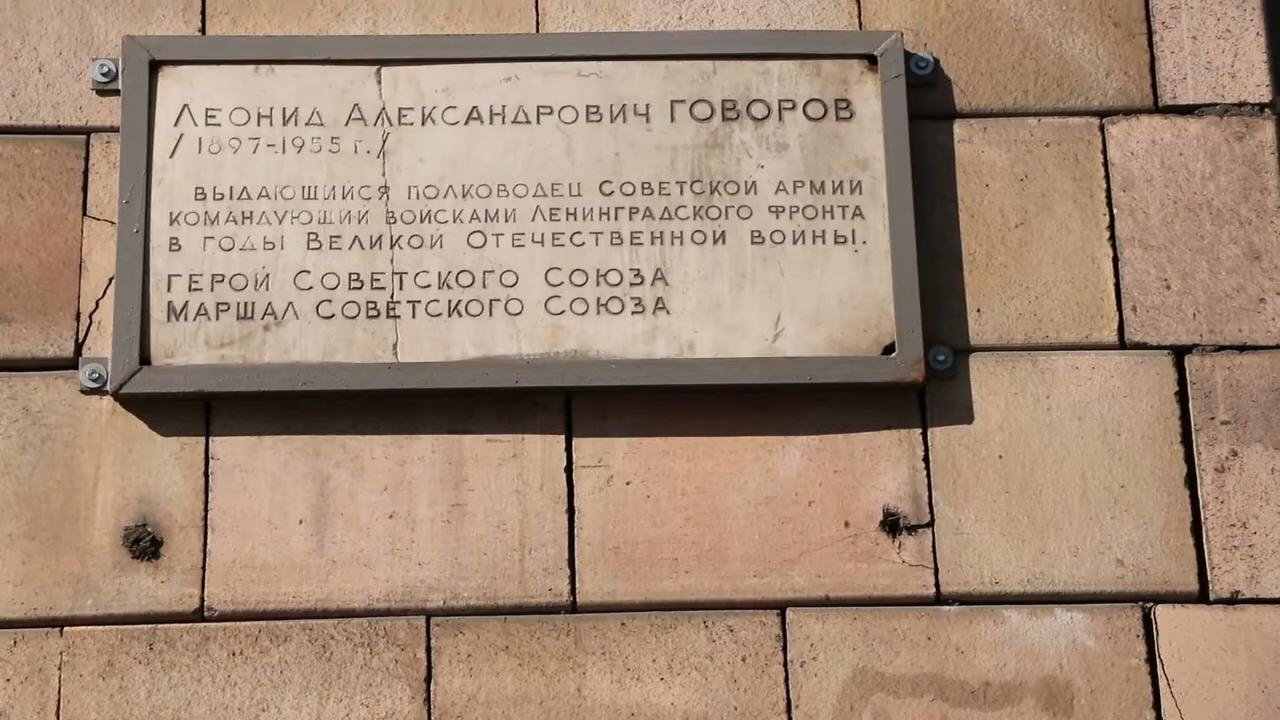 Леонид Александрович ГОВОРОВ
/1897-1955 г./
ВЫДАЮЩИЙСЯ ПОЛКОВОДЕЦ СОВЕТСКОЙ АРМИИ
КОМАНДУЮЩИЙ ВОЙСКАМИ ЛЕНИНГРАДСКОГО ФРОНТА
В ГОДЫ ВЕЛИКОЙ ОТЕЧЕСТВЕННОЙ ВОЙНЫ.
ГЕРОЙ СОВЕТСКОГО СОЮЗА
МАРШАЛ СОВЕТСКОГО СОЮЗА